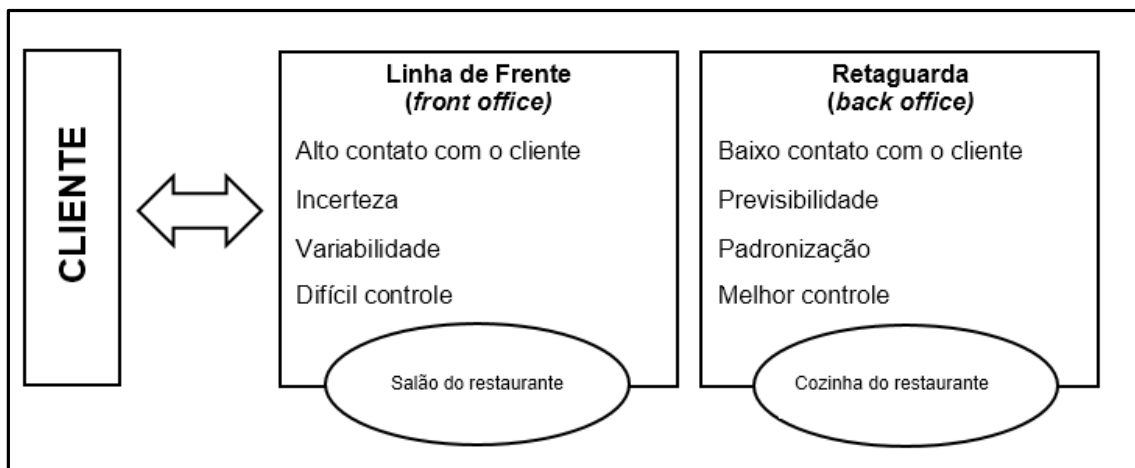 CLIENTE
Linha de Frente
(front office)
Alto contato com o cliente
Incerteza
Variabilidade
Difícil controle
Salão do restaurante
Retaguarda
(back office)
Baixo contato com o cliente
Previsibilidade
Padronização
Melhor controle
Cozinha do restaurante